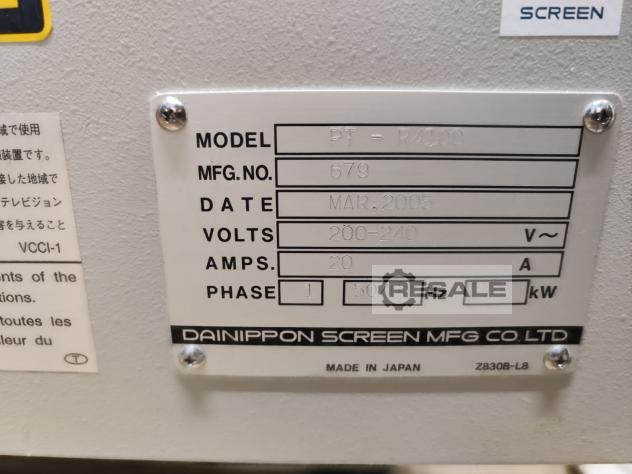 SCREEN
域で使用
装置です。
接した地域で
テレビジョン
害を与えること
VCCI-1
nts of the
tions.
toutes les
leur du
T
MODEL PT - R4100
MFG.NO. 679
DATE MAR.2005
VOLTS 200-240 V~
AMPS. 20 A
PHASE 1 50 Hz kW
REGALE
DAINIPPON SCREEN MFG CO.LTD
MADE IN JAPAN Z830B-L8